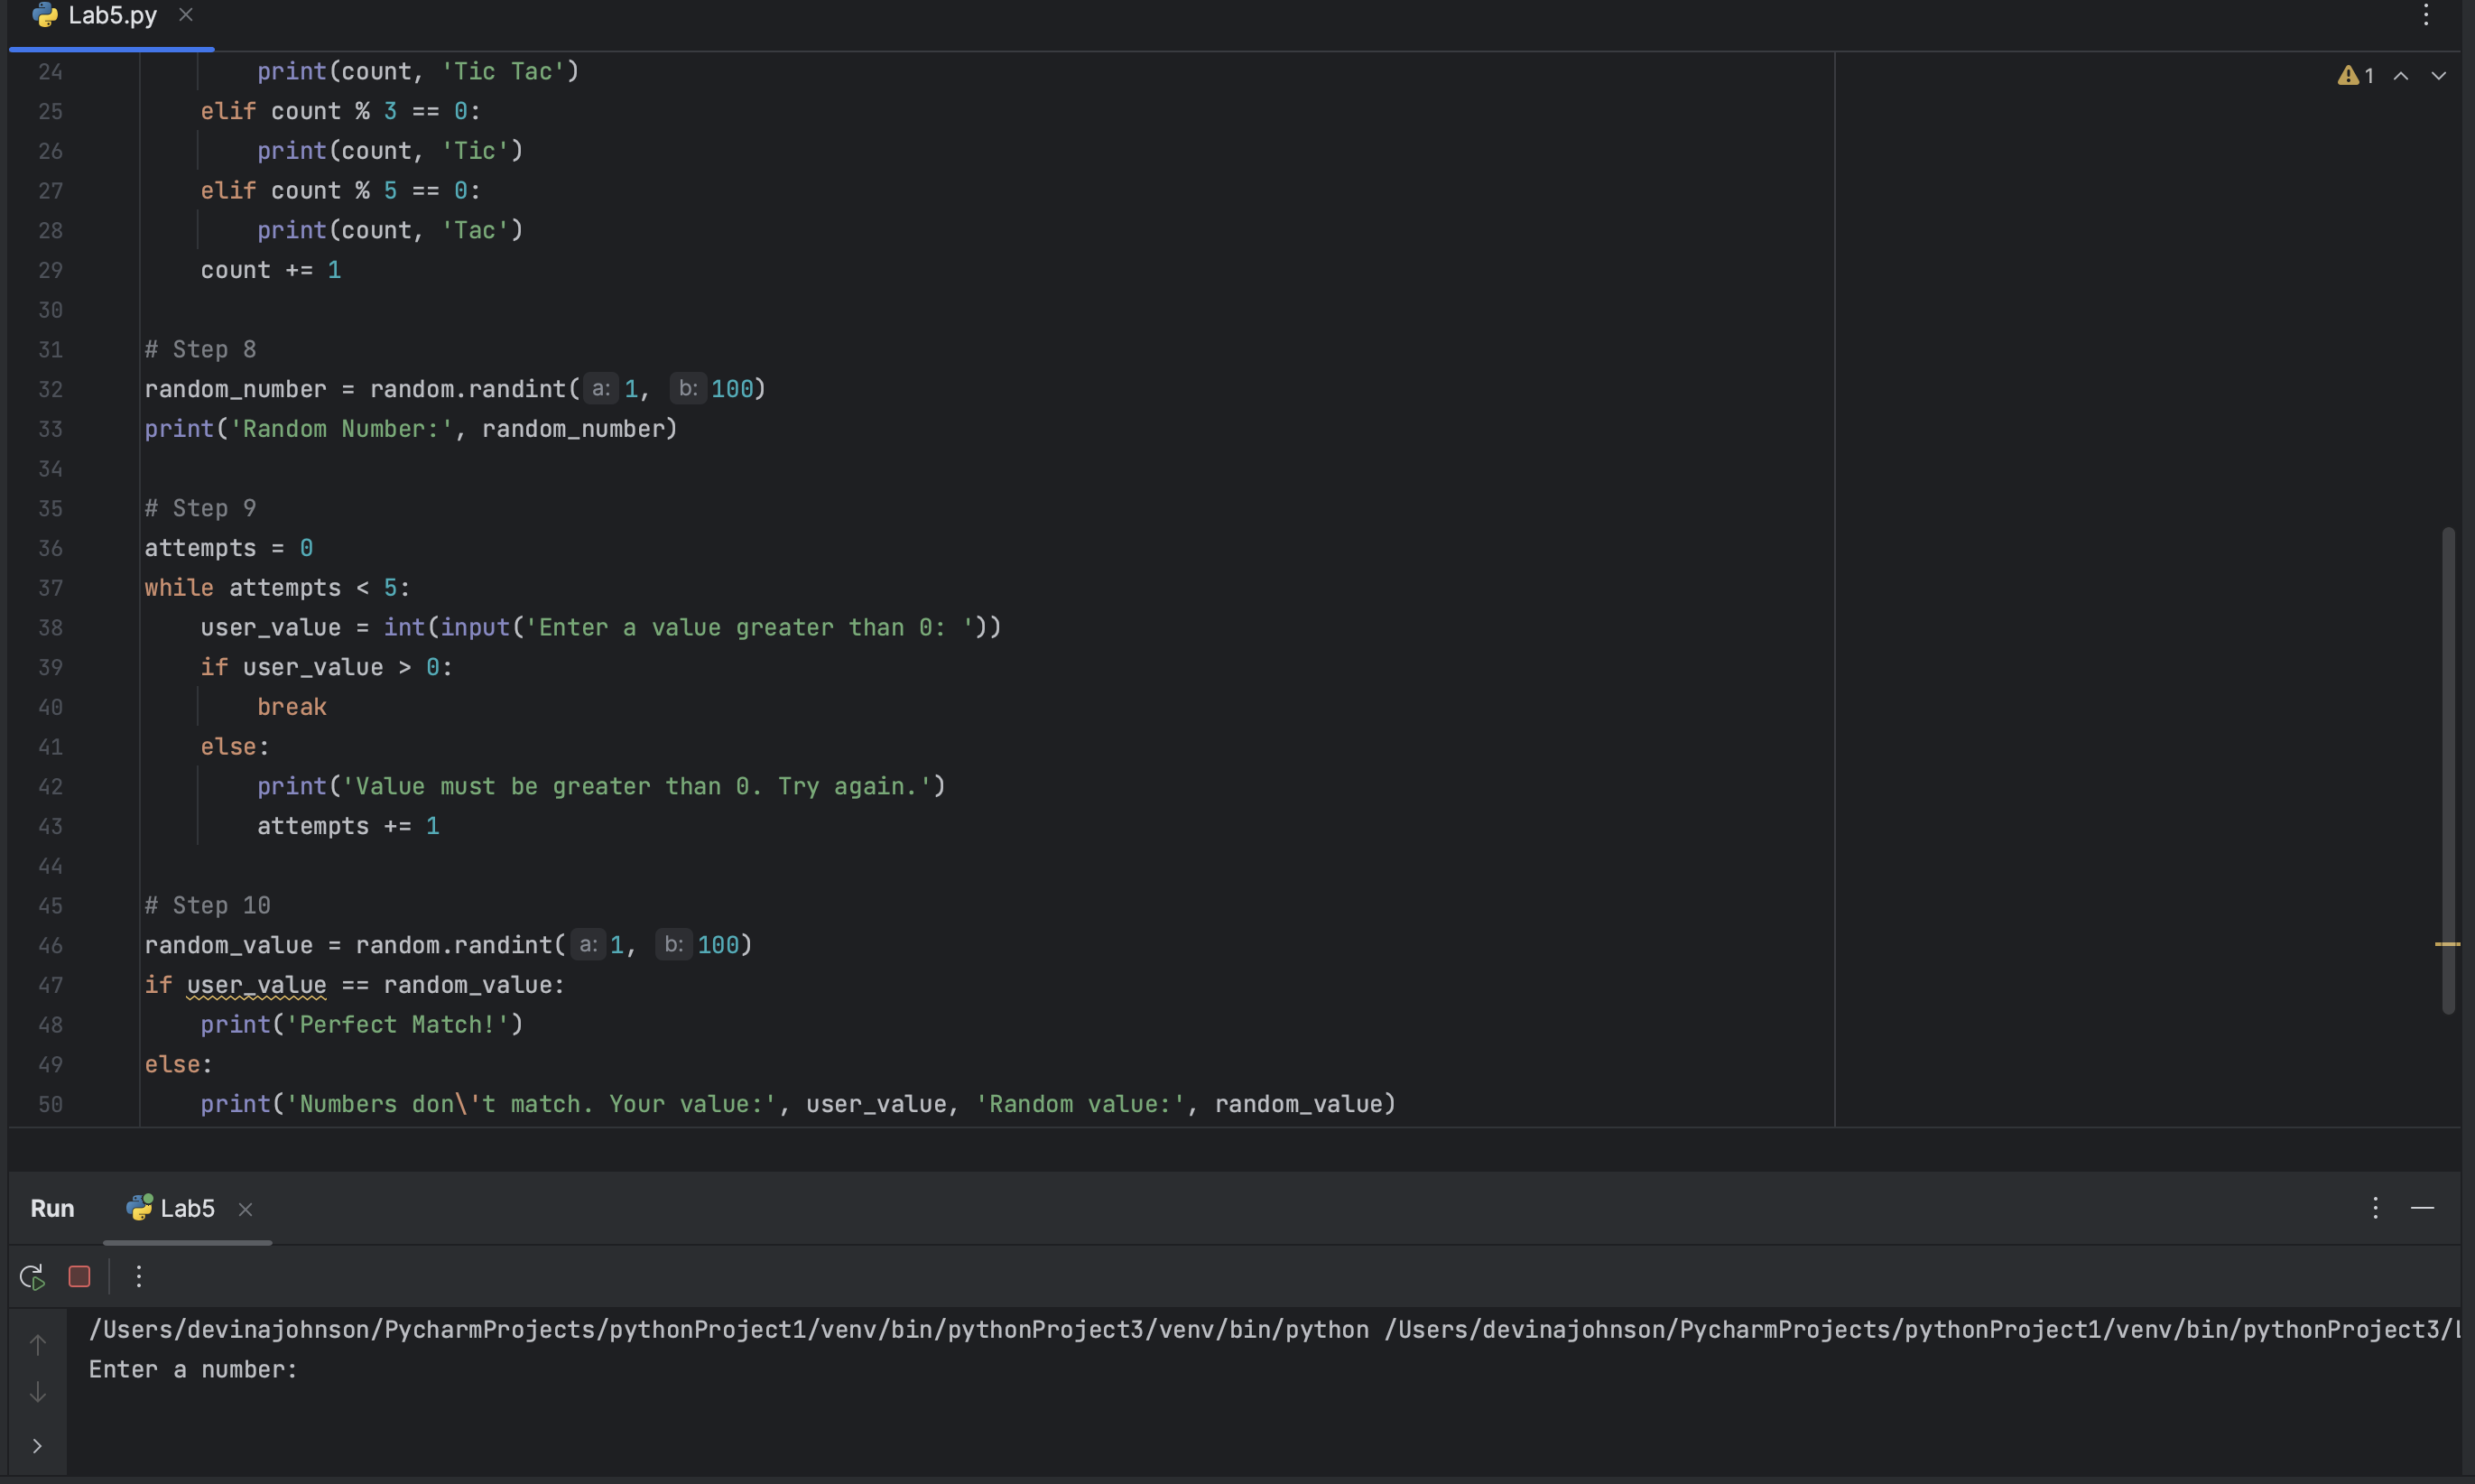 Lab5.py
1
24 print(count, 'Tic Tac')
25 elif count % 3 == 0:
26 print(count, 'Tic')
27 elif count % 5 == 0:
28 print(count, 'Tac')
29 count += 1
30
31 # Step 8
32 random_number = random.randint( a: 1, b: 100)
33 print('Random Number:', random_number)
34
35 # Step 9
36 attempts = 0
37 while attempts < 5:
38 user_value = int(input('Enter a value greater than 0: '))
39 if user_value > 0:
40 break
41 else:
42 print('Value must be greater than 0. Try again.')
43 attempts += 1
44
45 # Step 10
46 random_value = random.randint( a: 1, b: 100)
47 if user_value == random_value:
48 print('Perfect Match!')
49 else:
50 print('Numbers don\'t match. Your value:', user_value, 'Random value:', random_value)
Run Lab5
/Users/devinajohnson/PycharmProjects/pythonProject1/venv/bin/pythonProject3/venv/bin/python /Users/devinajohnson/PycharmProjects/pythonProject1/venv/bin/pythonProject3/
Enter a number: